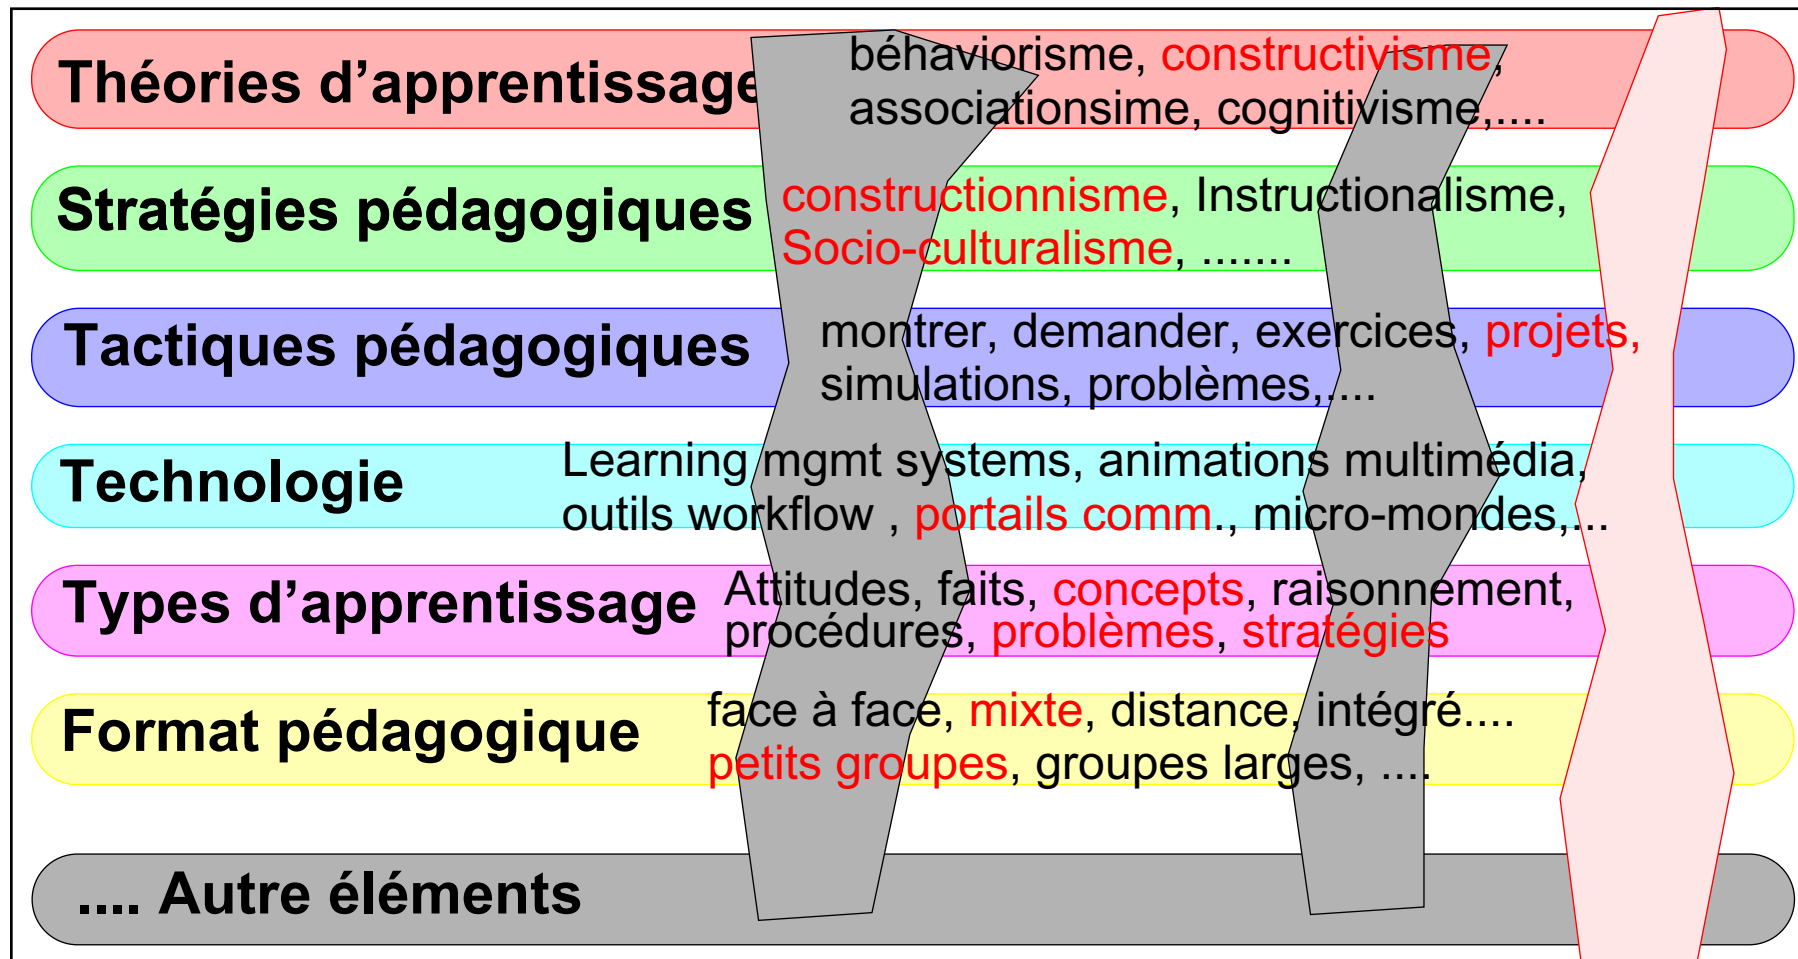 Théories d’apprentissage
béhaviorisme, constructivisme,
associationsime, cognitivisme,....
Stratégies pédagogiques
constructionnisme, Instructionalisme,
Socio-culturalisme, .......
Tactiques pédagogiques
montrer, demander, exercices, projets,
simulations, problèmes,....
Technologie
Learning mgmt systems, animations multimédia,
outils workflow , portails comm., micro-mondes,...
Types d’apprentissage
Attitudes, faits, concepts, raisonnement,
procédures, problèmes, stratégies
Format pédagogique
face à face, mixte, distance, intégré....
petits groupes, groupes larges, ....
.... Autre éléments